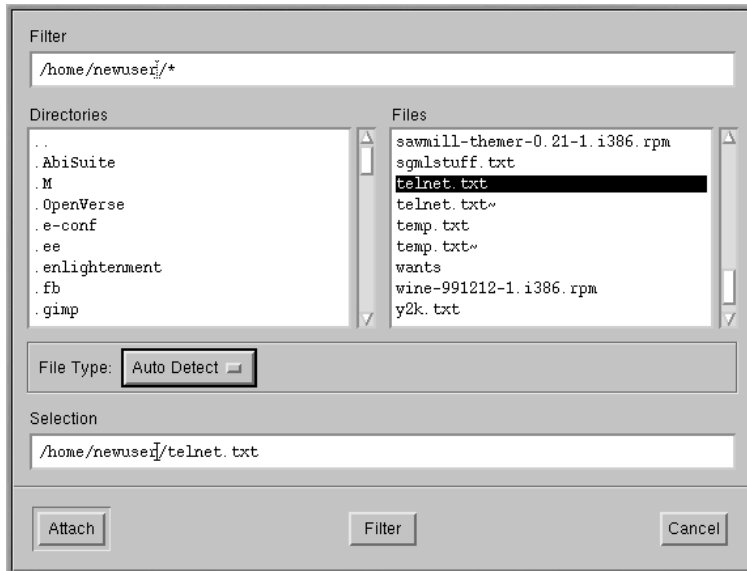 Filter
/home/newuser/*
Directories
..
.AbiSuite
.M
.OpenVerse
.e-conf
.ee
.enlightenment
.fb
.gimp
Files
sawmill-themer-0.21-1.i386.rpm
sgmlstuff.txt
telnet.txt
telnet.txt~
temp.txt
temp.txt~
wants
wine-991212-1.i386.rpm
y2k.txt
File Type: Auto Detect
Selection
/home/newuser/telnet.txt
Attach
Filter
Cancel